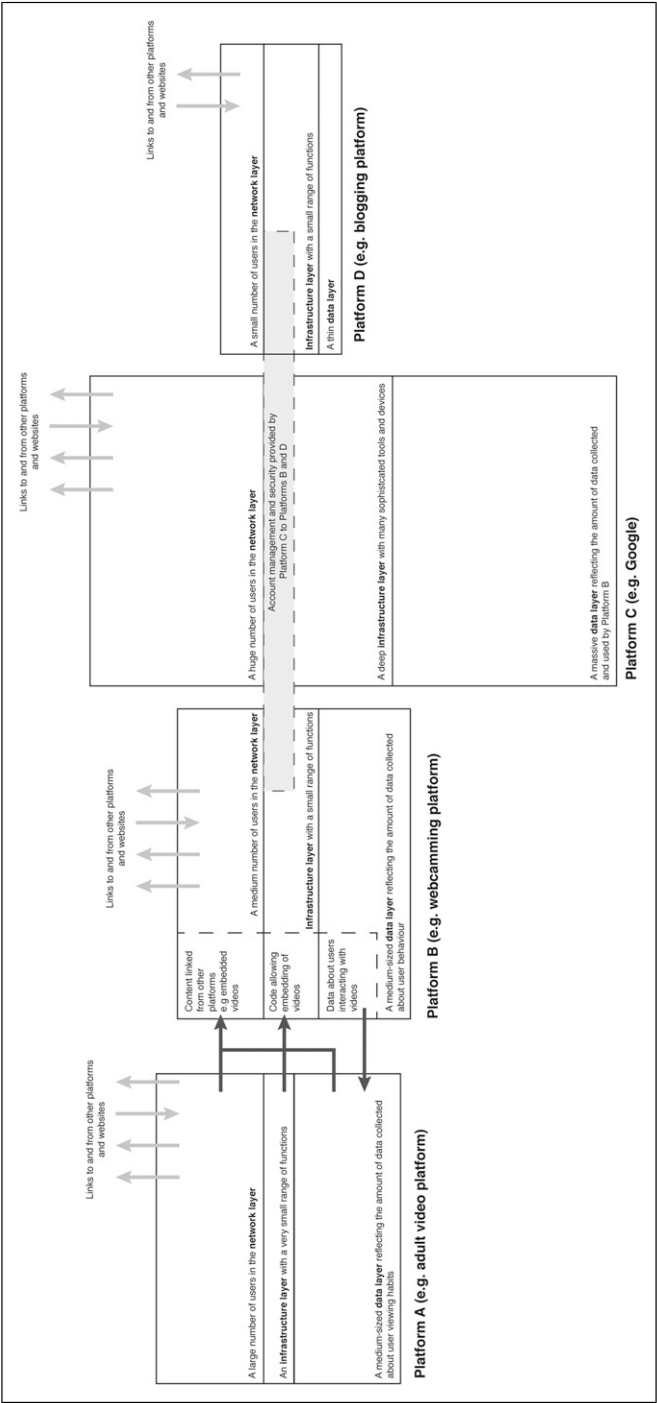 Links to and from other platforms
and websites
A large number of users in the network layer
An infrastructure layer with a very small range of functions
A medium-sized data layer reflecting the amount of data collected
about user viewing habits
Platform A (e.g. adult video platform)
Links to and from other platforms
and websites
Content linked
from other
platforms
e.g embedded
videos
A medium number of users in the network layer
Code allowing
embedding of
videos
Infrastructure layer with a small range of functions
Data about users
interacting with
videos
A medium-sized data layer reflecting the amount of data collected
about user behaviour
Platform B (e.g. webcamming platform)
Links to and from other platforms
and websites
A huge number of users in the network layer
Account management and security provided by
Platform C to Platforms B and D
A deep infrastructure layer with many sophistcated tools and devices
A massive data layer reflecting the amount of data collected
and used by Platform B
Platform C (e.g. Google)
Links to and from other platforms
and websites
A small number of users in the network layer
Infrastructure layer with a small range of functions
A thin data layer
Platform D (e.g. blogging platform)